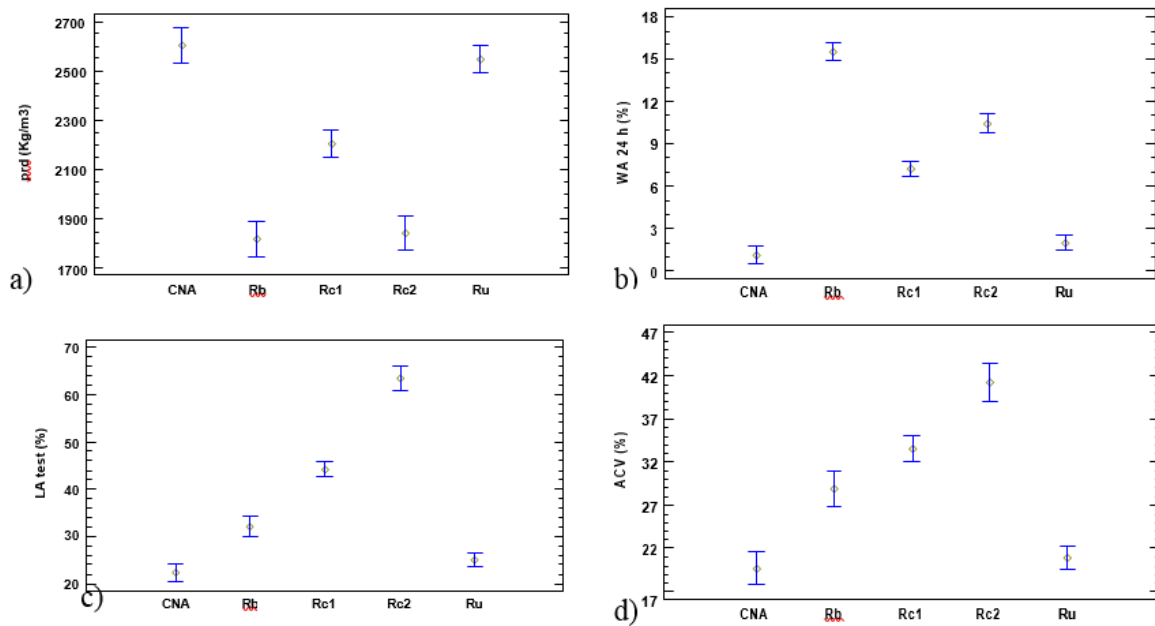 2700
2500
2300
2100
1900
1700
prd (Kg/m3)
CNA Rb Rc1 Rc2 Ru
a)
18
15
12
9
6
3
0
WA 24 h (%)
CNA Rb Rc1 Rc2 Ru
b)
70
60
50
40
30
20
LA test (%)
CNA Rb Rc1 Rc2 Ru
c)
47
42
37
32
27
22
17
ACV (%)
CNA Rb Rc1 Rc2 Ru
d)